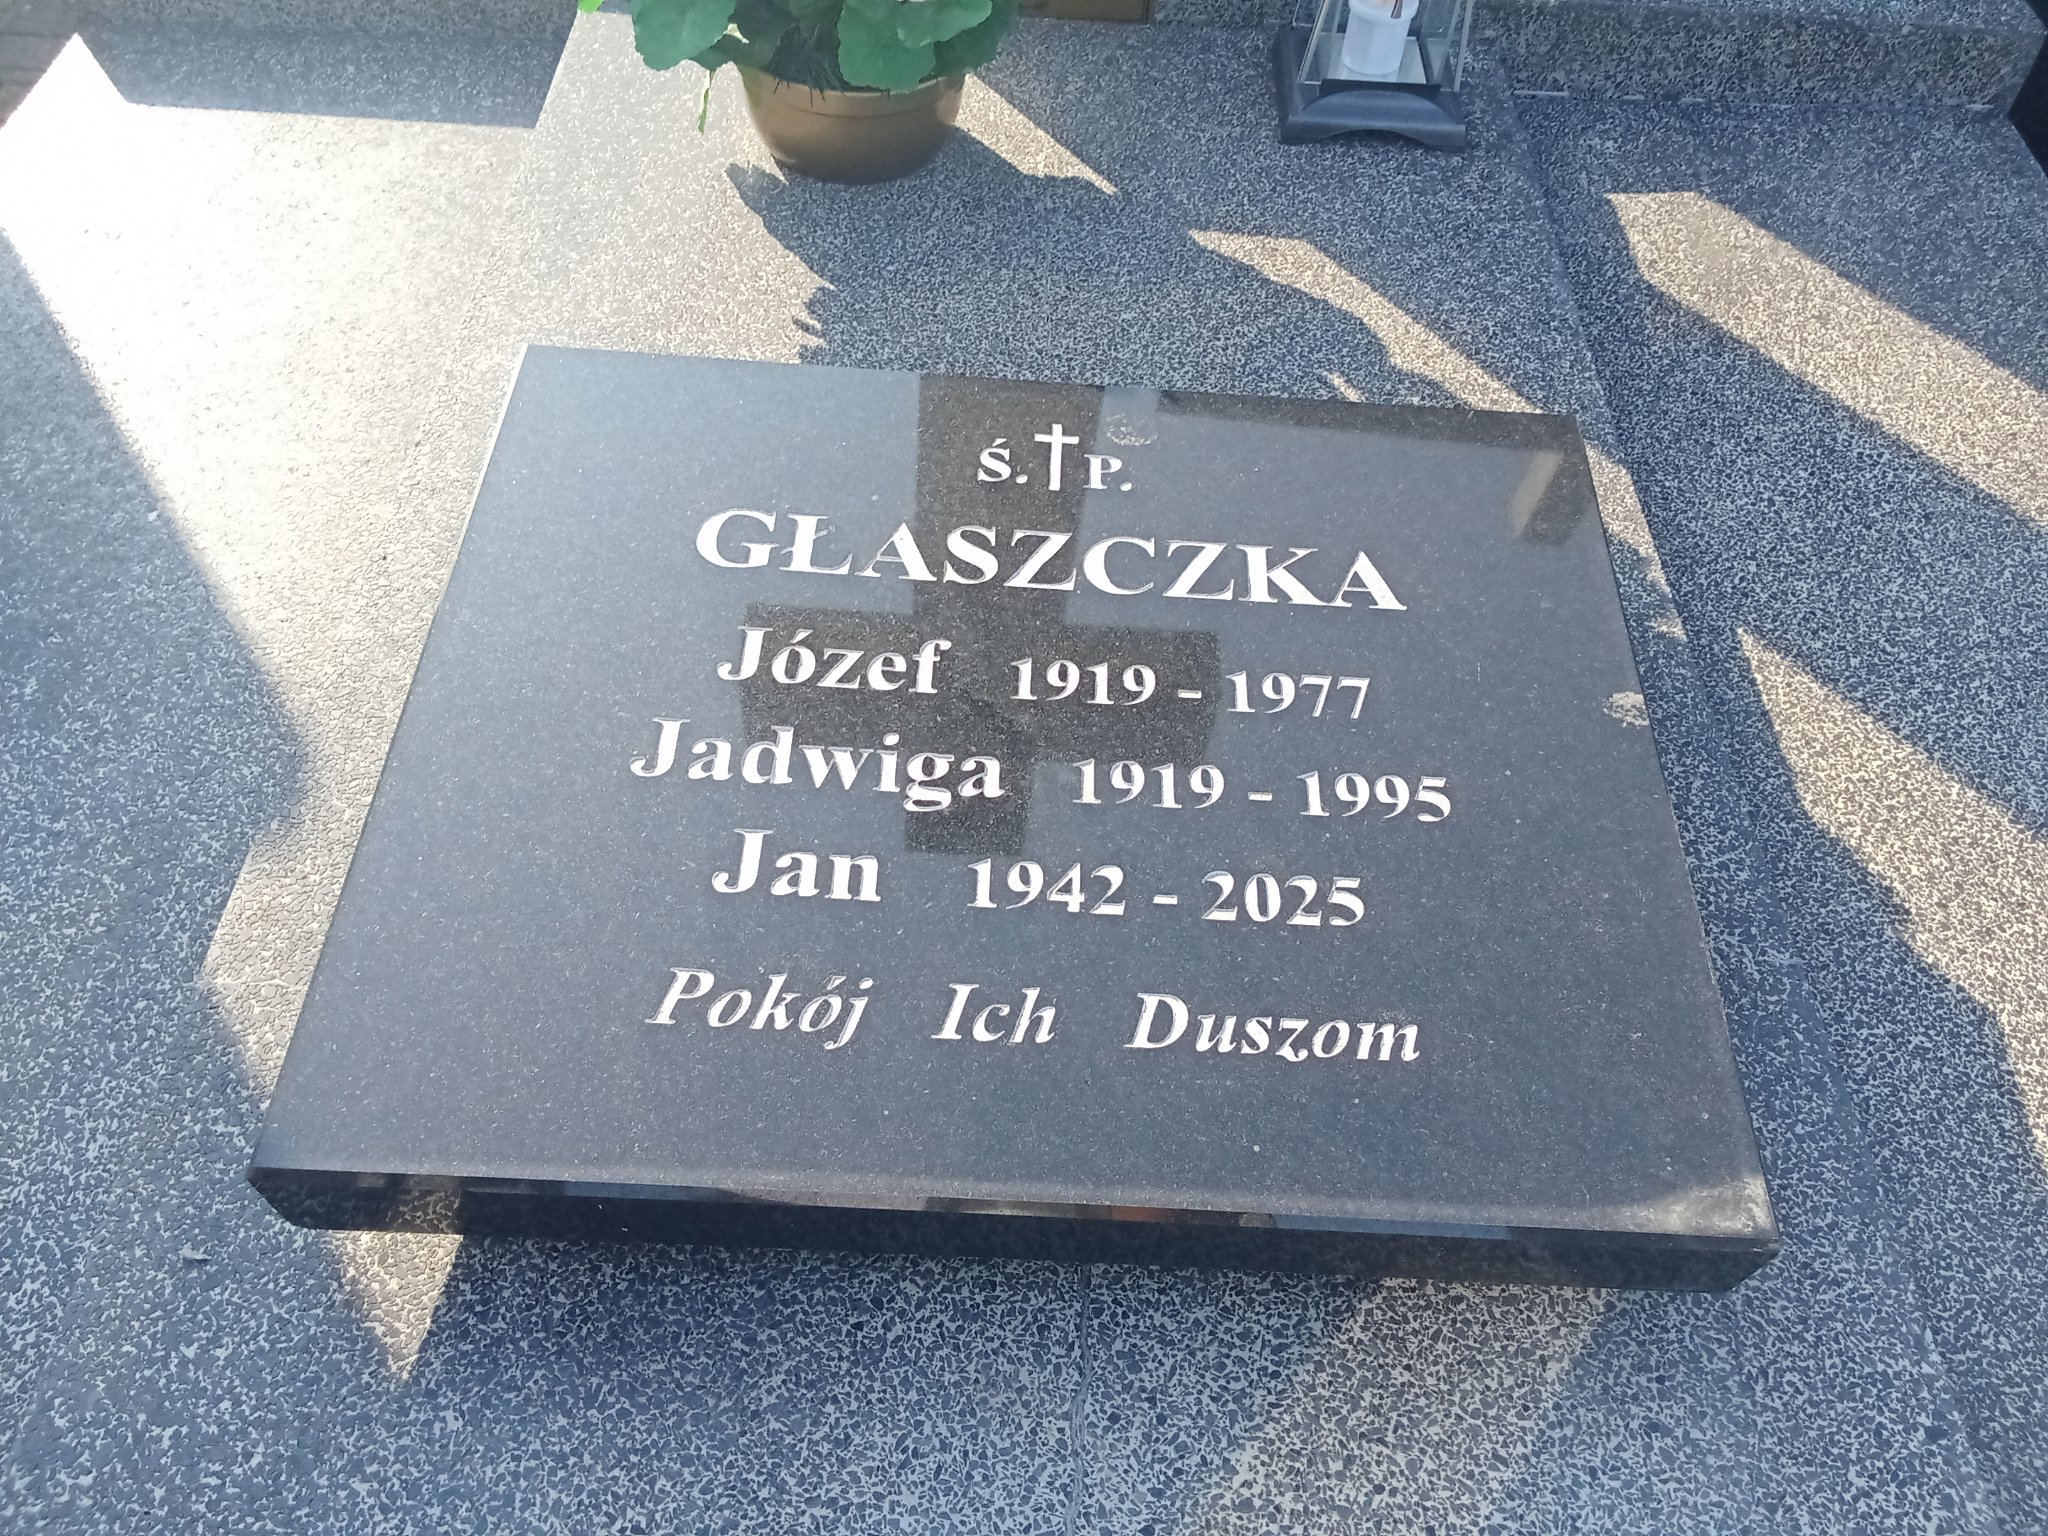 Ś.†P.
GŁASZCZKA
Józef 1919 - 1977
Jadwiga 1919 - 1995
Jan 1942 - 2025
Pokój Ich Duszom